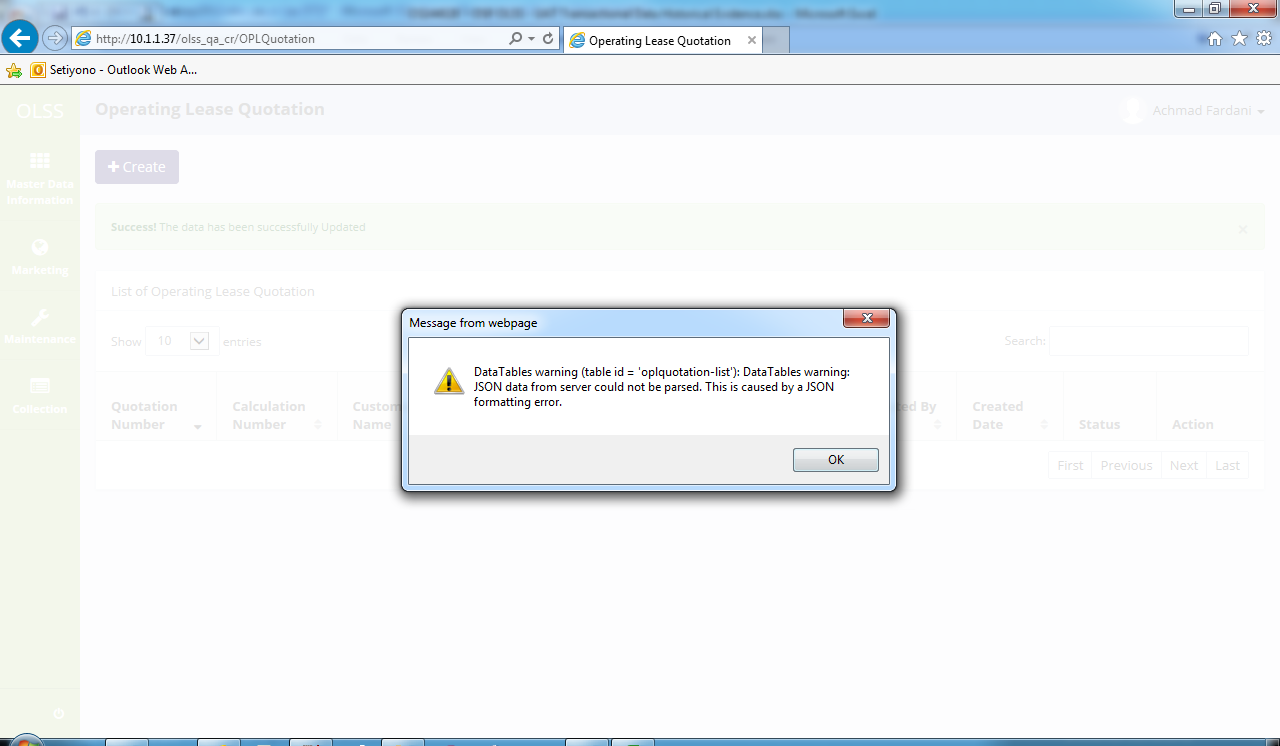 http://10.1.1.37/olss_qa_cr/OPLQuotation
Operating Lease Quotation
Setiyono - Outlook Web A...
OLSS
Operating Lease Quotation
Achmad Fardani
Create
Master Data
Information
Success! The data has been successfully Updated
Marketing
List of Operating Lease Quotation
Message from webpage
Maintenance
Show 10 entries
Search:
DataTables warning (table id = 'oplquotation-list'): DataTables warning:
JSON data from server could not be parsed. This is caused by a JSON
formatting error.
Collection
Quotation
Number
Calculation
Number
Custom
Name
ed By
Created
Date
Status
Action
OK
First Previous Next Last